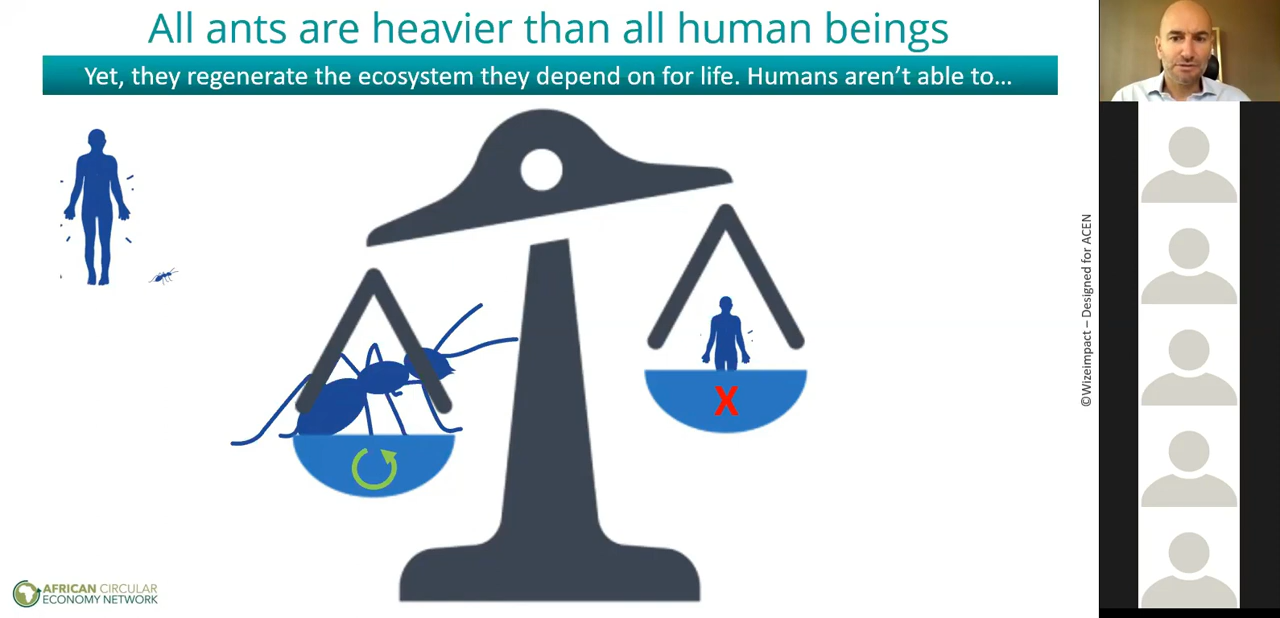 All ants are heavier than all human beings
Yet, they regenerate the ecosystem they depend on for life. Humans aren't able to…
X
©Wizeimpact – Designed for ACEN
AFRICAN CIRCULAR
ECONOMY NETWORK